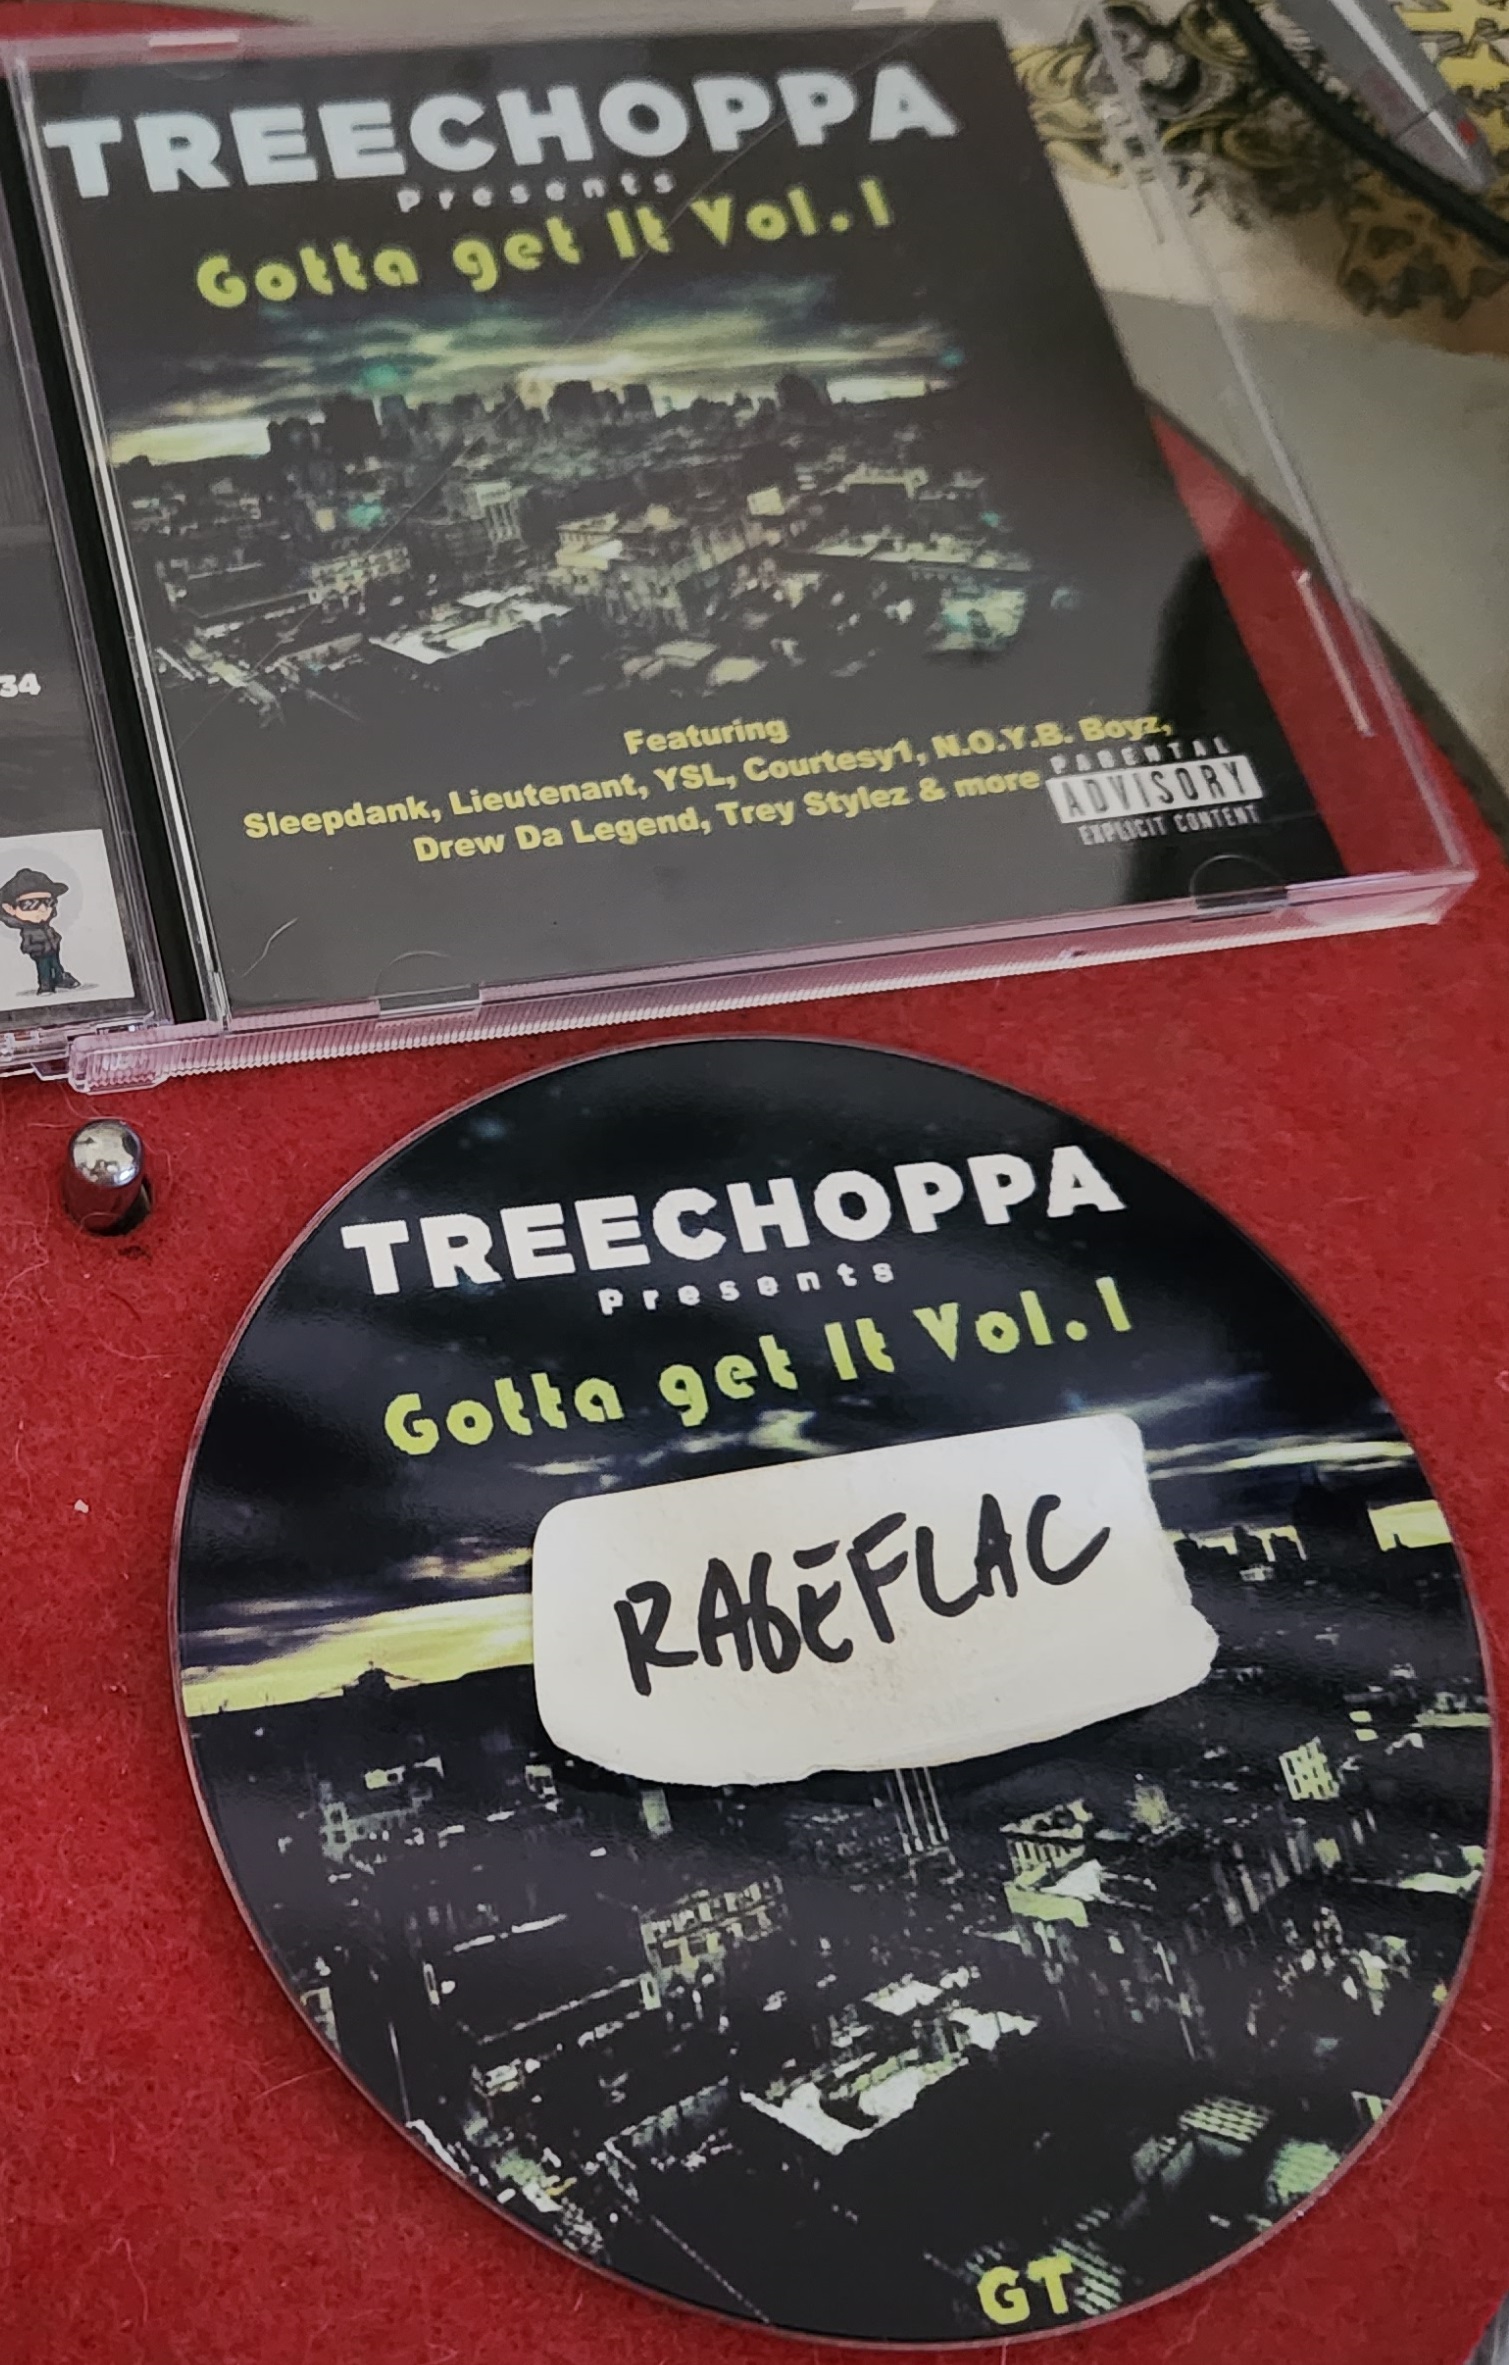 TREECHOPPA
Presents
Gotta get It Vol.1
34
Featuring
Sleepdank, Lieutenant, YSL, Courtesy1, N.O.Y.B. Boyz,
Drew Da Legend, Trey Stylez & more
PARENTAL
ADVISORY
EXPLICIT CONTENT
TREECHOPPA
Presents
Gotta get It Vol.1
RAGEFLAC
GT